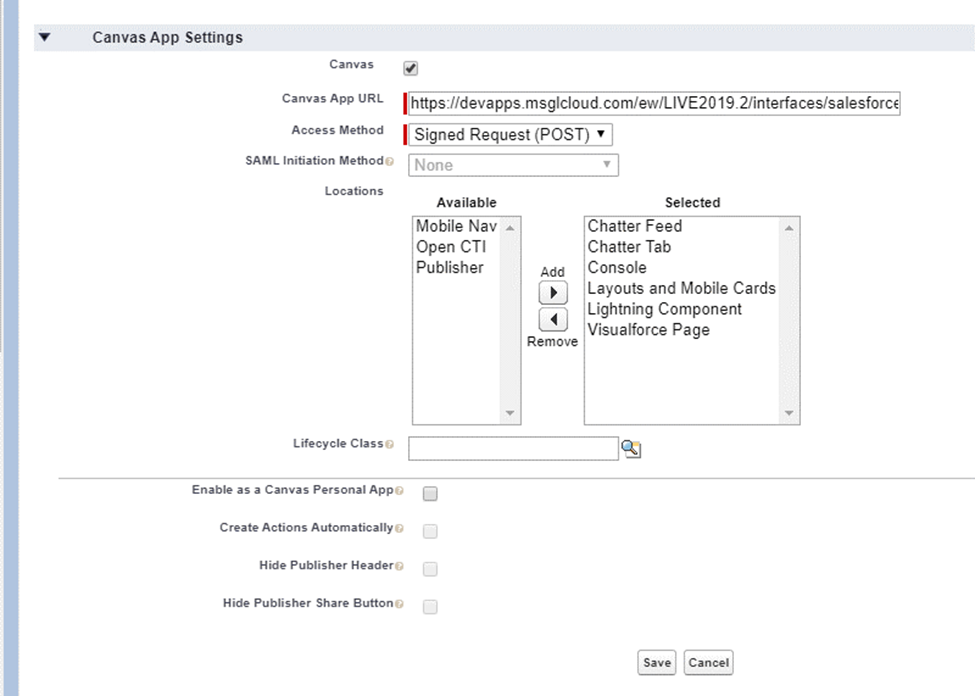 Canvas App Settings
Canvas
Canvas App URL https://devapps.msglcloud.com/ew/LIVE2019.2/interfaces/salesforce
Access Method Signed Request (POST)
SAML Initiation Method None
Locations
Available Selected
Mobile Nav Chatter Feed
Open CTI Chatter Tab
Publisher Console
Add
Layouts and Mobile Cards
Lightning Component
Visualforce Page
Remove
Lifecycle Class
Enable as a Canvas Personal App
Create Actions Automatically
Hide Publisher Header
Hide Publisher Share Button
Save Cancel